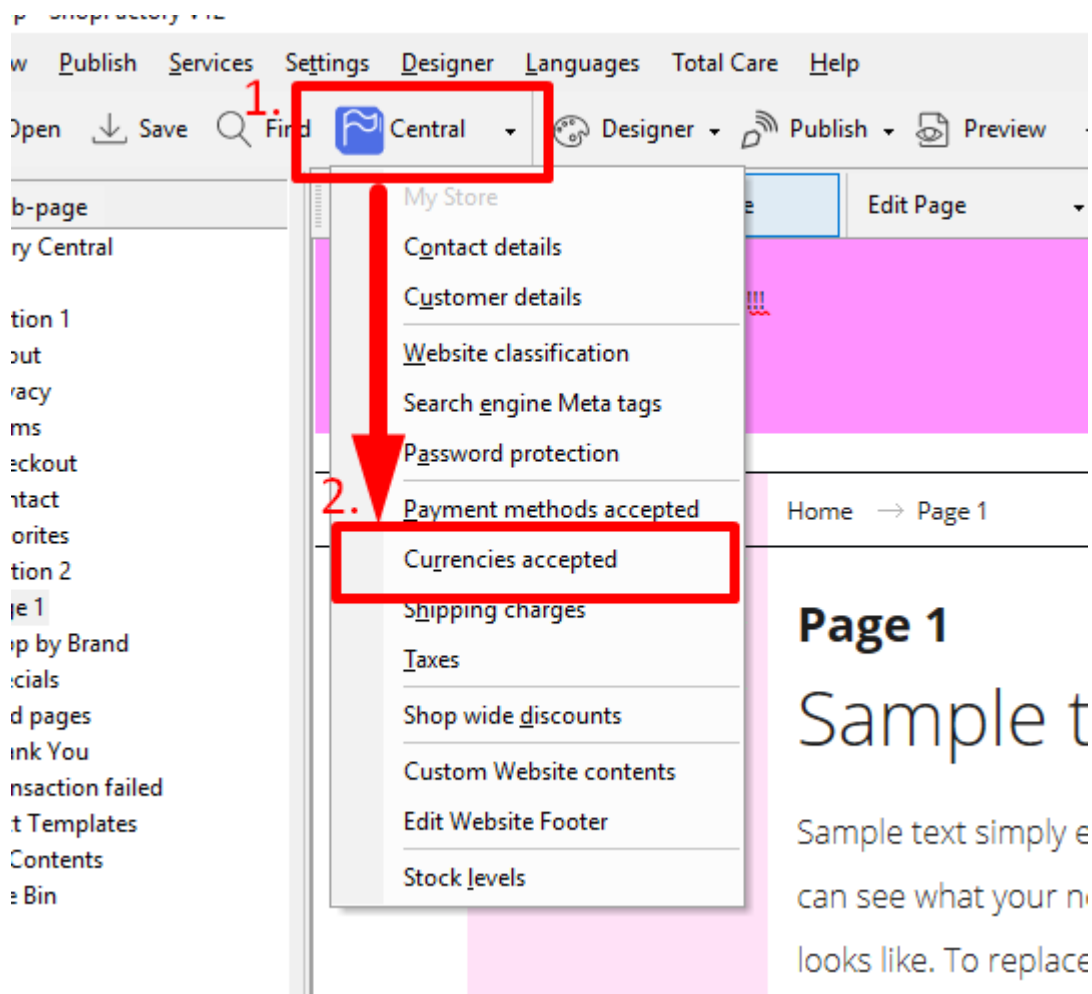 Publish Services Settings Designer Languages Total Care Help
1.
Open Save Find Central Designer Publish Preview
b-page
My Store
Edit Page
ry Central
Contact details
Customer details
!!!
tion 1
Website classification
out
vacy
Search engine Meta tags
ms
Password protection
eckout
2.
ntact
Payment methods accepted
Home → Page 1
orites
Currencies accepted
tion 2
ge 1
Shipping charges
Page 1
op by Brand
Taxes
ecials
d pages
Shop wide discounts
Sample t
ank You
Custom Website contents
nsaction failed
t Templates
Edit Website Footer
Sample text simply e
Contents
Stock levels
e Bin
can see what your n
looks like. To replace